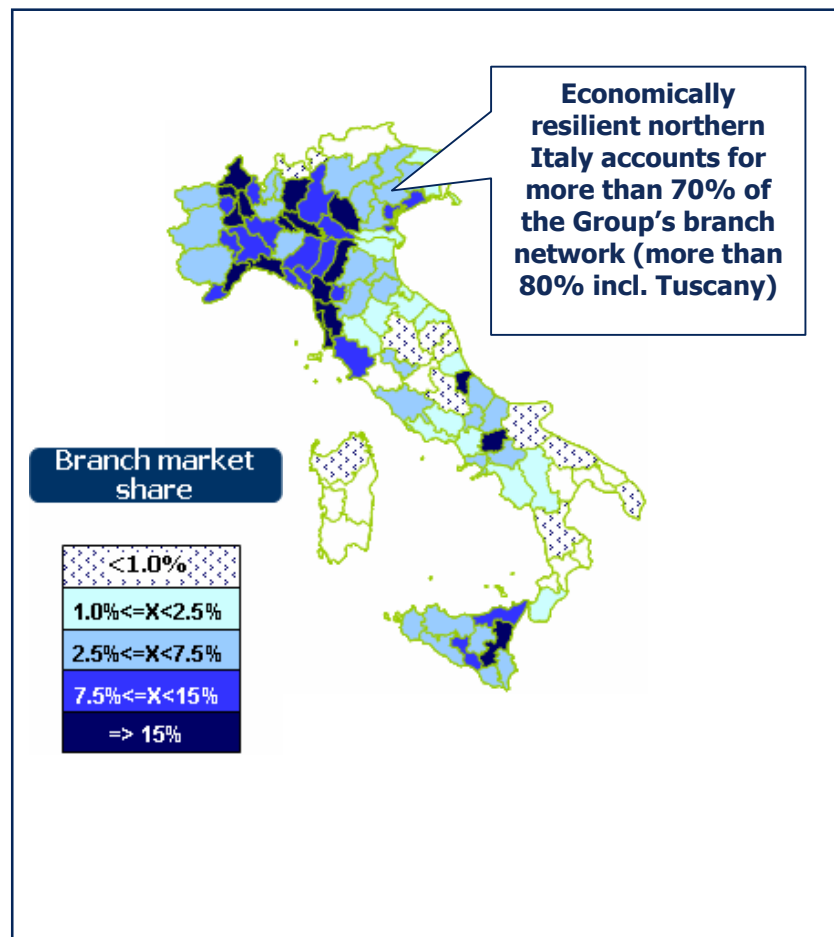 Economically
resilient northern
Italy accounts for
more than 70% of
the Group’s branch
network (more than
80% incl. Tuscany)
Branch market
share
<1.0%
1.0%<=X<2.5%
2.5%<=X<7.5%
7.5%<=X<15%
=> 15%